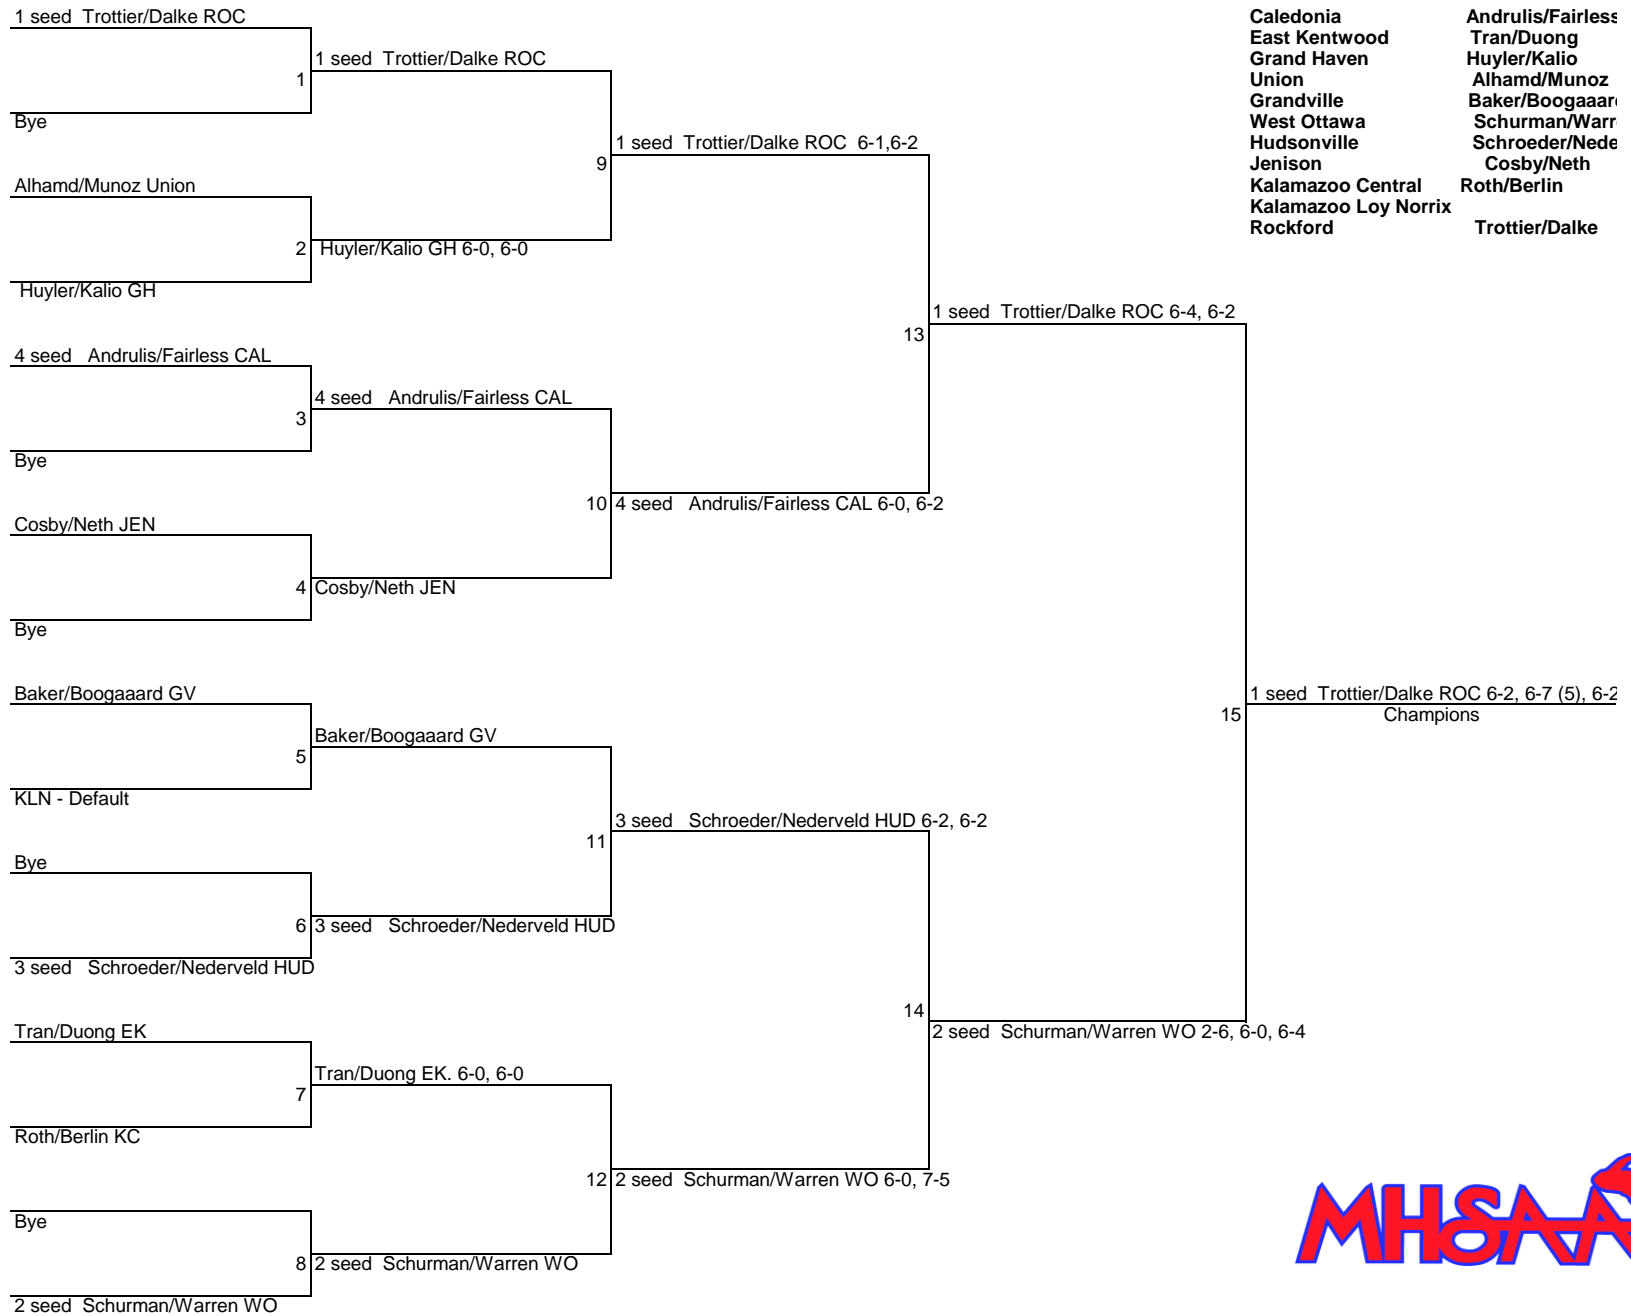 1 seed  Trottier/Dalke ROC
Caledonia Andrulis/Fairless
East Kentwood Tran/Duong
1 seed  Trottier/Dalke ROC
Grand Haven Huyler/Kalio
1
Union Alhamd/Munoz
Grandville Baker/Boogaaar
Bye
West Ottawa Schurman/Warr
1 seed  Trottier/Dalke ROC  6-1,6-2
Hudsonville Schroeder/Nede
9
Jenison Cosby/Neth
Alhamd/Munoz Union
Kalamazoo Central Roth/Berlin
Kalamazoo Loy Norrix
Rockford Trottier/Dalke
2
Huyler/Kalio GH 6-0, 6-0
Huyler/Kalio GH
1 seed  Trottier/Dalke ROC 6-4, 6-2
13
4 seed   Andrulis/Fairless CAL
4 seed   Andrulis/Fairless CAL
3
Bye
10
4 seed   Andrulis/Fairless CAL 6-0, 6-2
Cosby/Neth JEN
4
Cosby/Neth JEN
Bye
Baker/Boogaaard GV
1 seed  Trottier/Dalke ROC 6-2, 6-7 (5), 6-2
15
Champions
Baker/Boogaaard GV
5
KLN - Default
3 seed   Schroeder/Nederveld HUD 6-2, 6-2
11
Bye
6
3 seed   Schroeder/Nederveld HUD
3 seed   Schroeder/Nederveld HUD
14
Tran/Duong EK
2 seed  Schurman/Warren WO 2-6, 6-0, 6-4
Tran/Duong EK. 6-0, 6-0
7
Roth/Berlin KC
12
2 seed  Schurman/Warren WO 6-0, 7-5
Bye
MHSAA
8
2 seed  Schurman/Warren WO
2 seed  Schurman/Warren WO